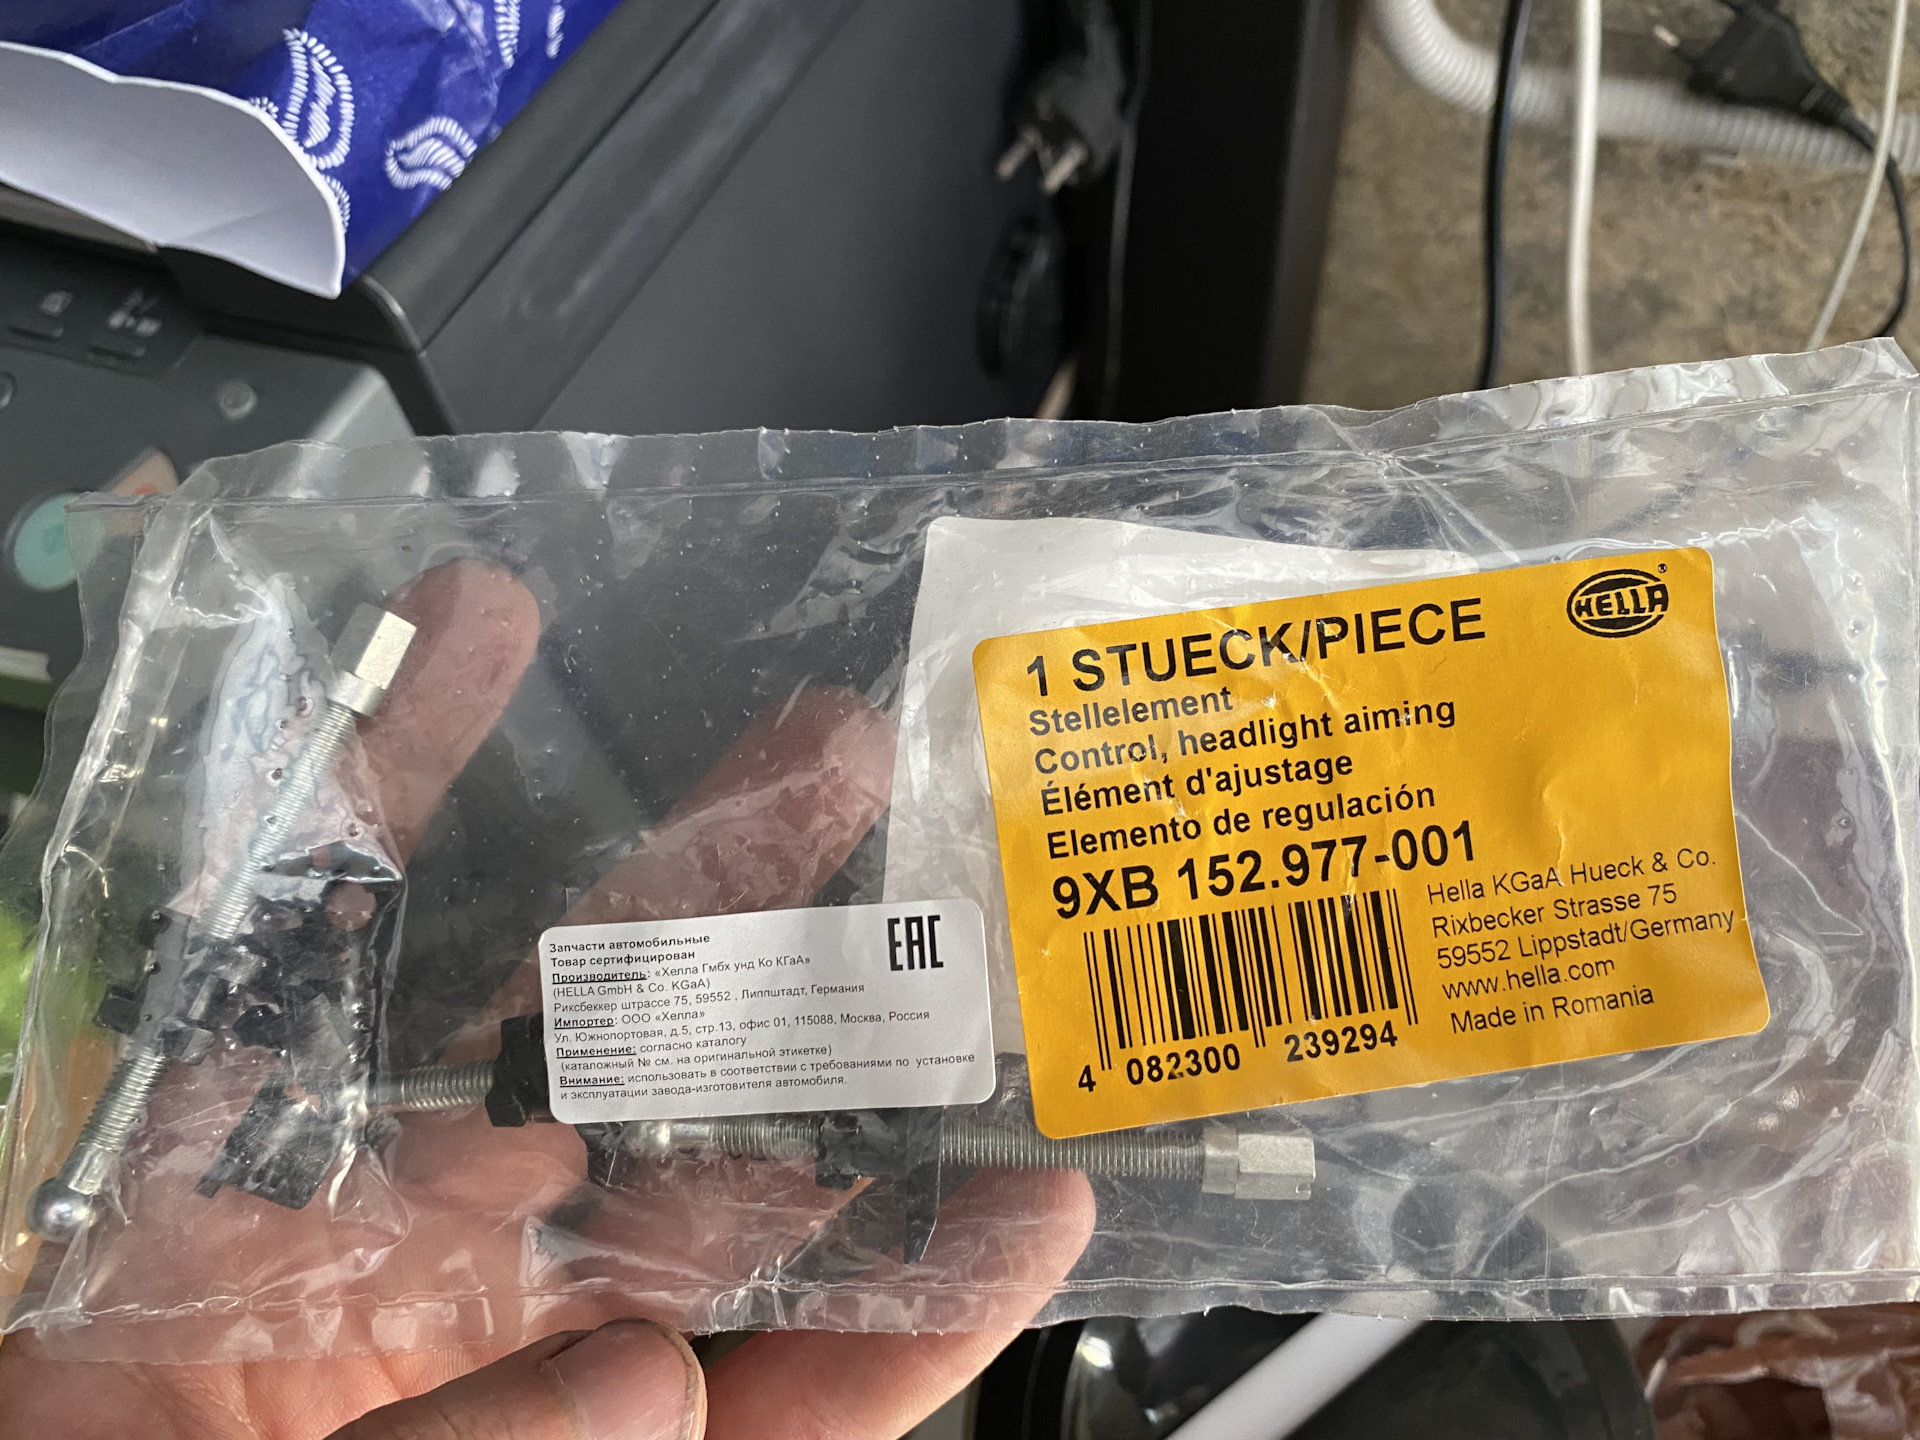 HELLA®
1 STUECK/PIECE
Stellelement
Control, headlight aiming
Élément d'ajustage
Elemento de regulación
9XB 152.977-001
Hella KGaA Hueck & Co.
Rixbecker Strasse 75
59552 Lippstadt/Germany
www.hella.com
Made in Romania
4 082300 239294
EAC
Запчасти автомобильные
Товар сертифицирован
Производитель: «Хелла Гмбх унд Ко КГаА»
(HELLA GmbH & Co. KGaA)
Риксбеккер штрассе 75, 59552 , Липпштадт, Германия
Импортер: ООО «Хелла»
Ул. Южнопортовая, д.5, стр.13, офис 01, 115088, Москва, Россия
Применение: согласно каталогу
(каталожный № см. на оригинальной этикетке)
Внимание: использовать в соответствии с требованиями по установке
и эксплуатации завода-изготовителя автомобиля.